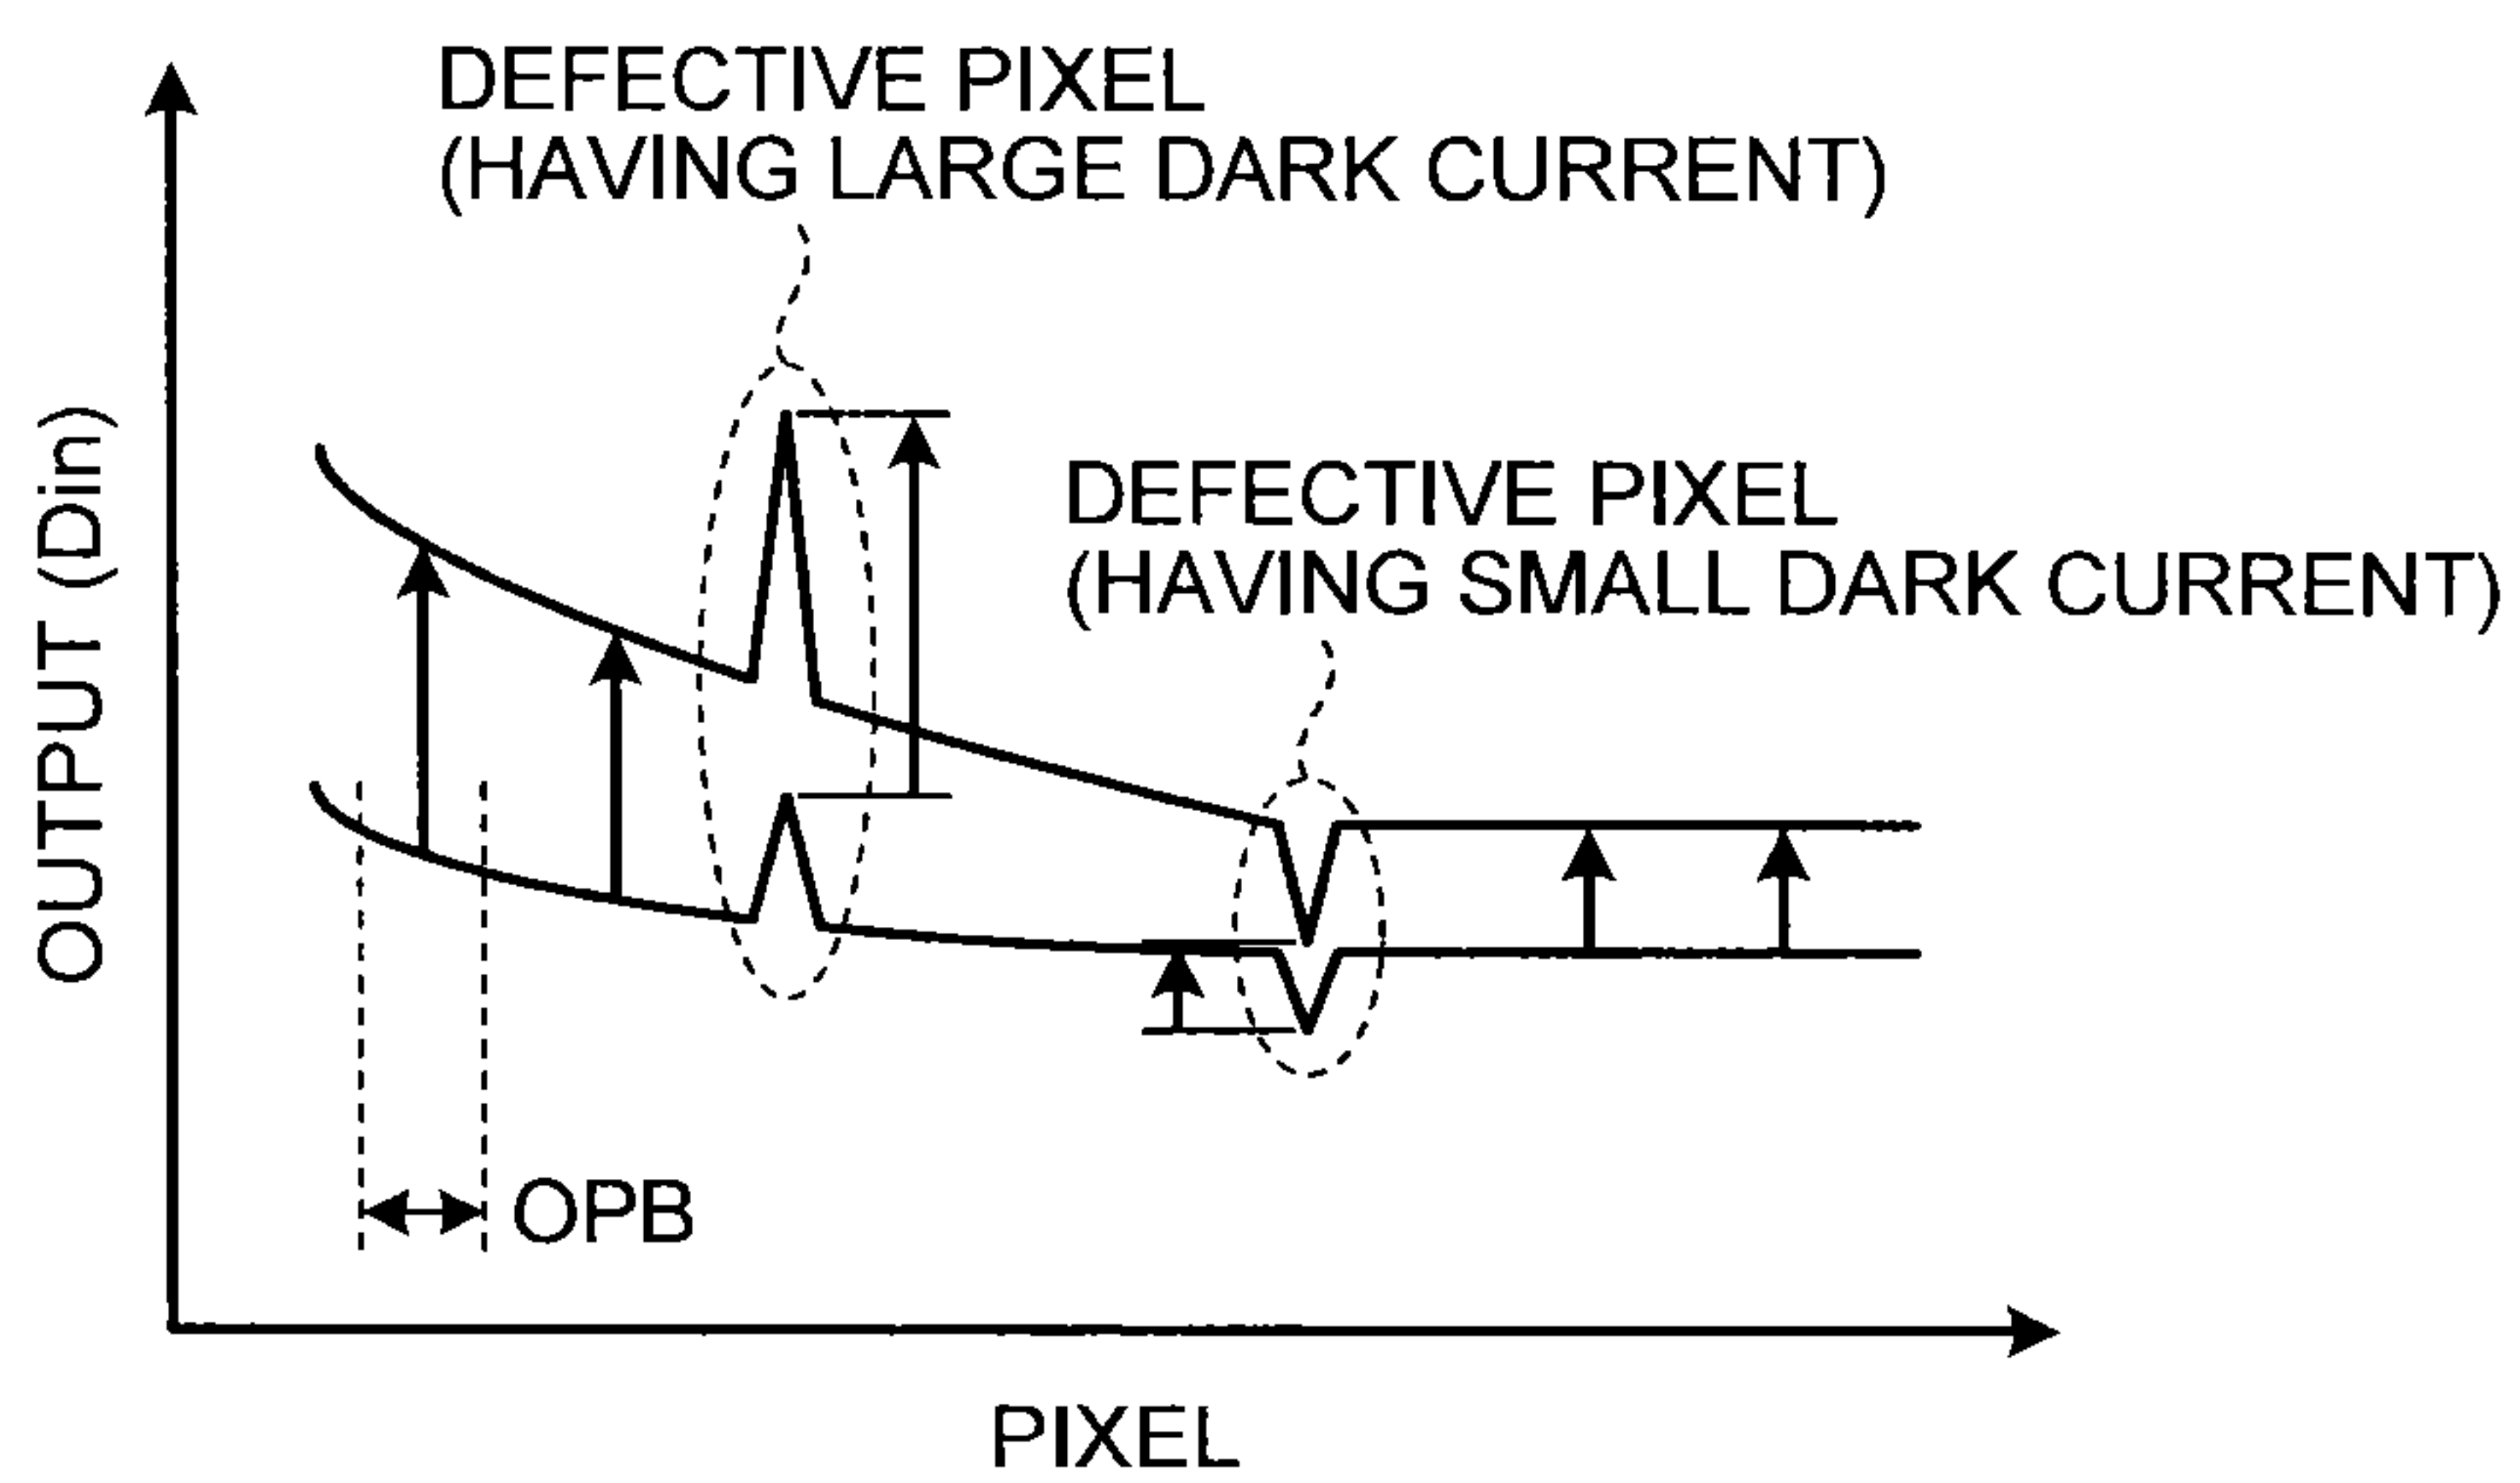 DEFECTIVE PIXEL
(HAVING LARGE DARK CURRENT)
DEFECTIVE PIXEL
(HAVING SMALL DARK CURRENT)
OUTPUT (Din)
OPB
PIXEL